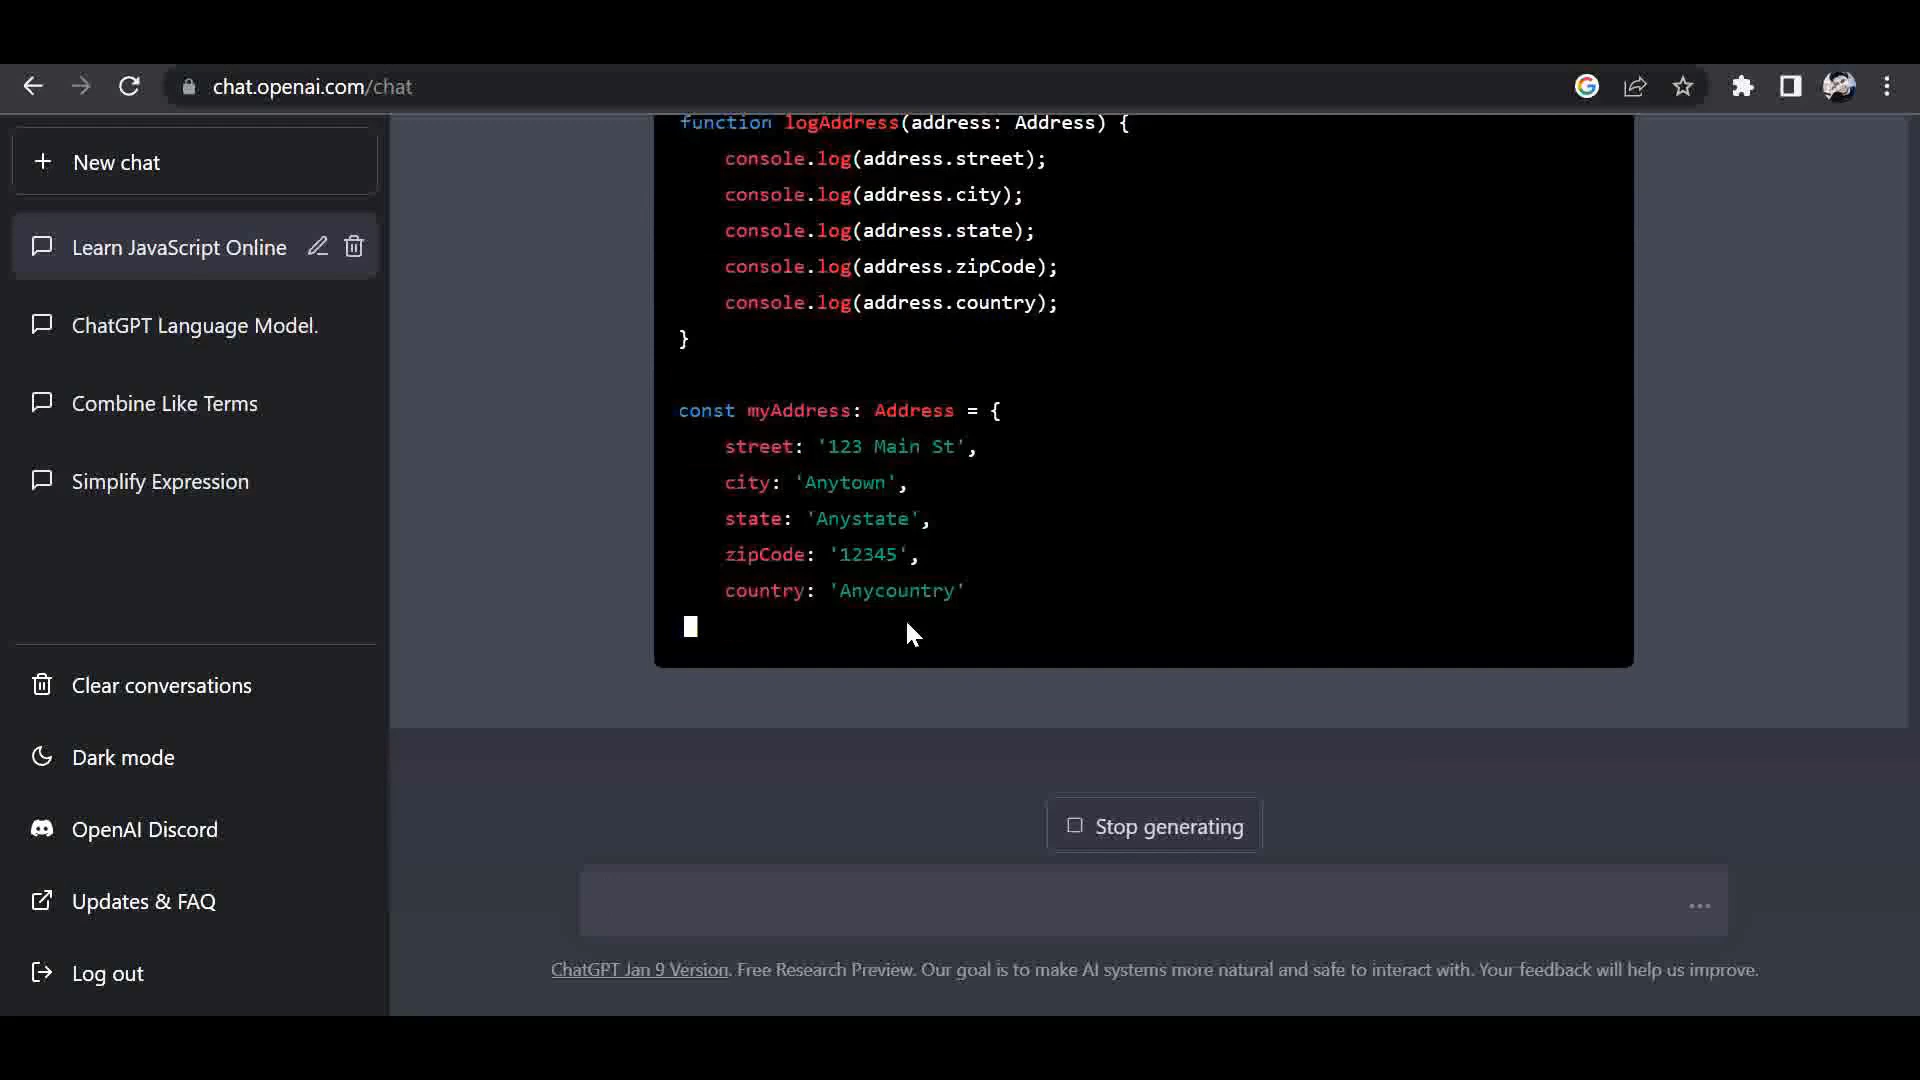 chat.openai.com/chat
New chat
Learn JavaScript Online
ChatGPT Language Model.
Combine Like Terms
Simplify Expression
Clear conversations
Dark mode
OpenAI Discord
Updates & FAQ
Log out
function logAddress(address: Address) {
    console.log(address.street);
    console.log(address.city);
    console.log(address.state);
    console.log(address.zipCode);
    console.log(address.country);
}
const myAddress: Address = {
    street: '123 Main St',
    city: 'Anytown',
    state: 'Anystate',
    zipCode: '12345',
    country: 'Anycountry'
Stop generating
ChatGPT Jan 9 Version. Free Research Preview. Our goal is to make AI systems more natural and safe to interact with. Your feedback will help us improve.